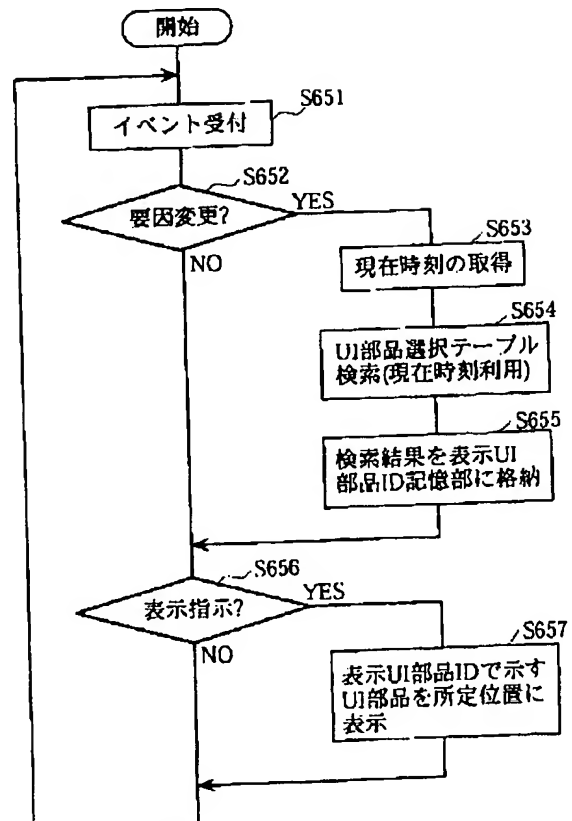 開始
S651
イベント受付
S652
要因変更?
YES
NO
S653
現在時刻の取得
S654
UI部品選択テーブル
検索(現在時刻利用)
S655
検索結果を表示UI
部品ID記憶部に格納
S656
表示指示?
YES
NO
S657
表示UI部品IDで示す
UI部品を所定位置に
表示